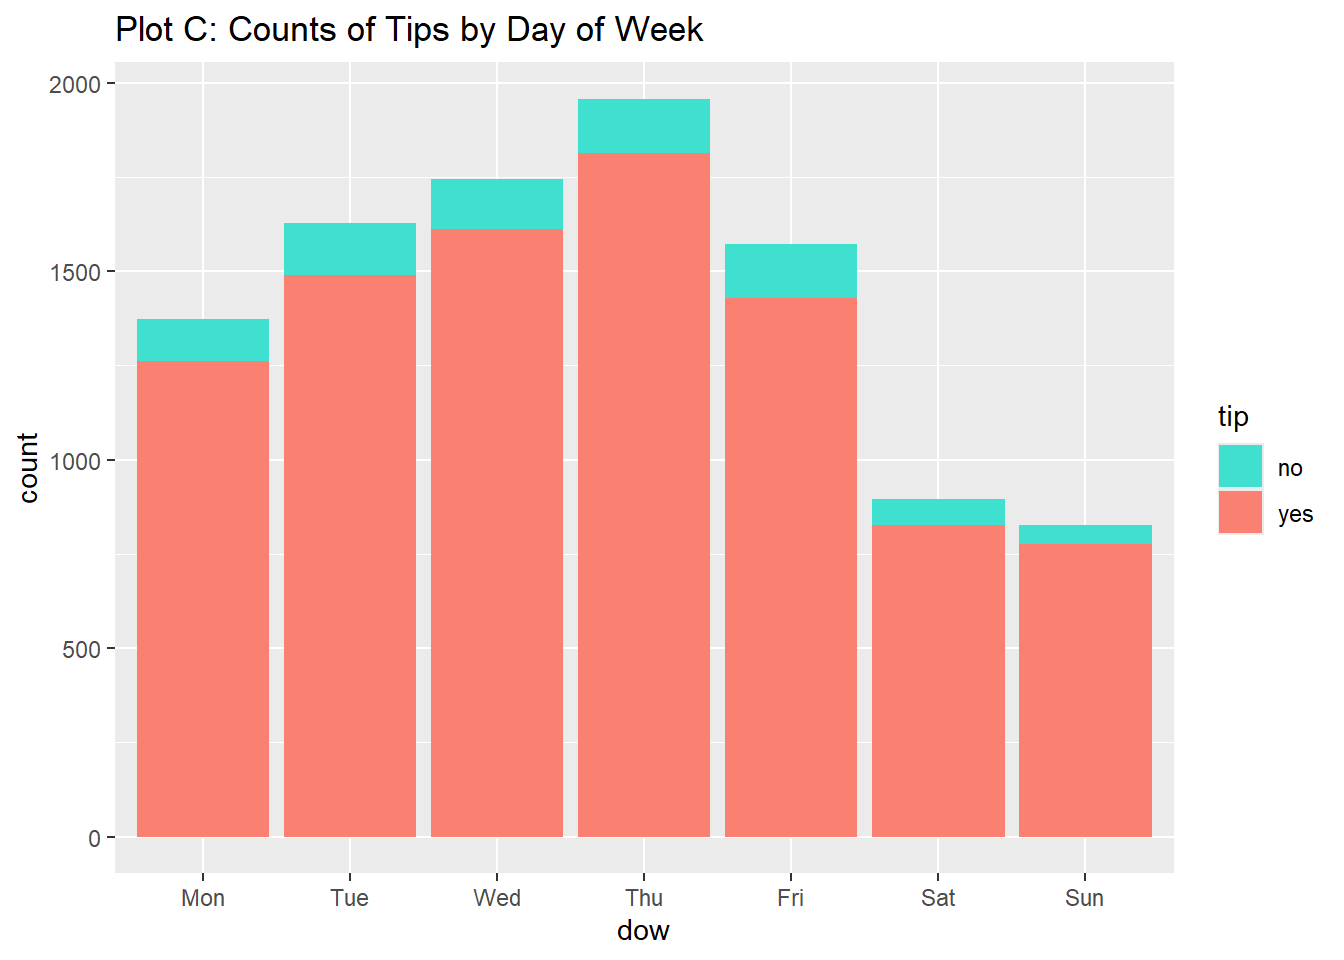 Plot C: Counts of Tips by Day of Week
2000
1500
1000
500
0
count
Mon Tue Wed Thu Fri Sat Sun
dow
tip
no
yes